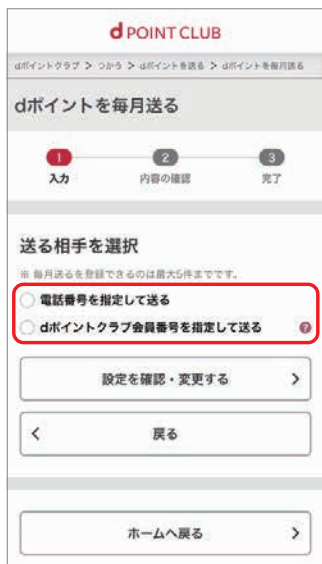 d POINT CLUB
dポイントクラブ > つかう > dポイントを送る > dポイントを毎月送る
dポイントを毎月送る
1 2 3
入力 内容の確認 完了
送る相手を選択
※ 毎月送るを登録できるのは最大5件までです。
電話番号を指定して送る
dポイントクラブ会員番号を指定して送る ?
設定を確認・変更する >
< 戻る
ホームへ戻る >